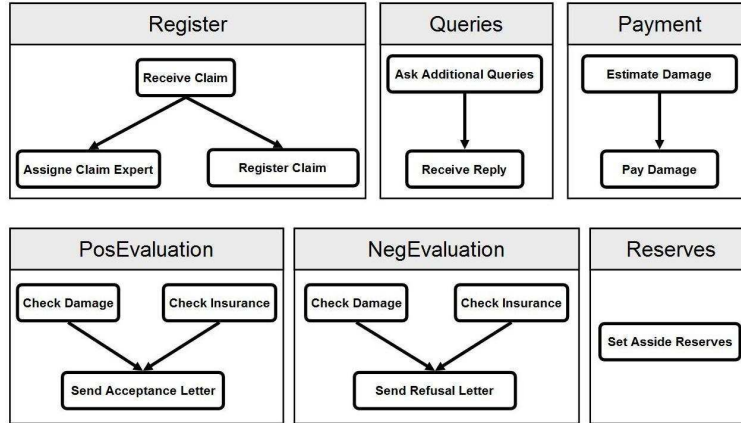 Register
Receive Claim
Assigne Claim Expert
Register Claim
Queries
Ask Additional Queries
Receive Reply
Payment
Estimate Damage
Pay Damage
PosEvaluation
Check Damage
Check Insurance
Send Acceptance Letter
NegEvaluation
Check Damage
Check Insurance
Send Refusal Letter
Reserves
Set Asside Reserves